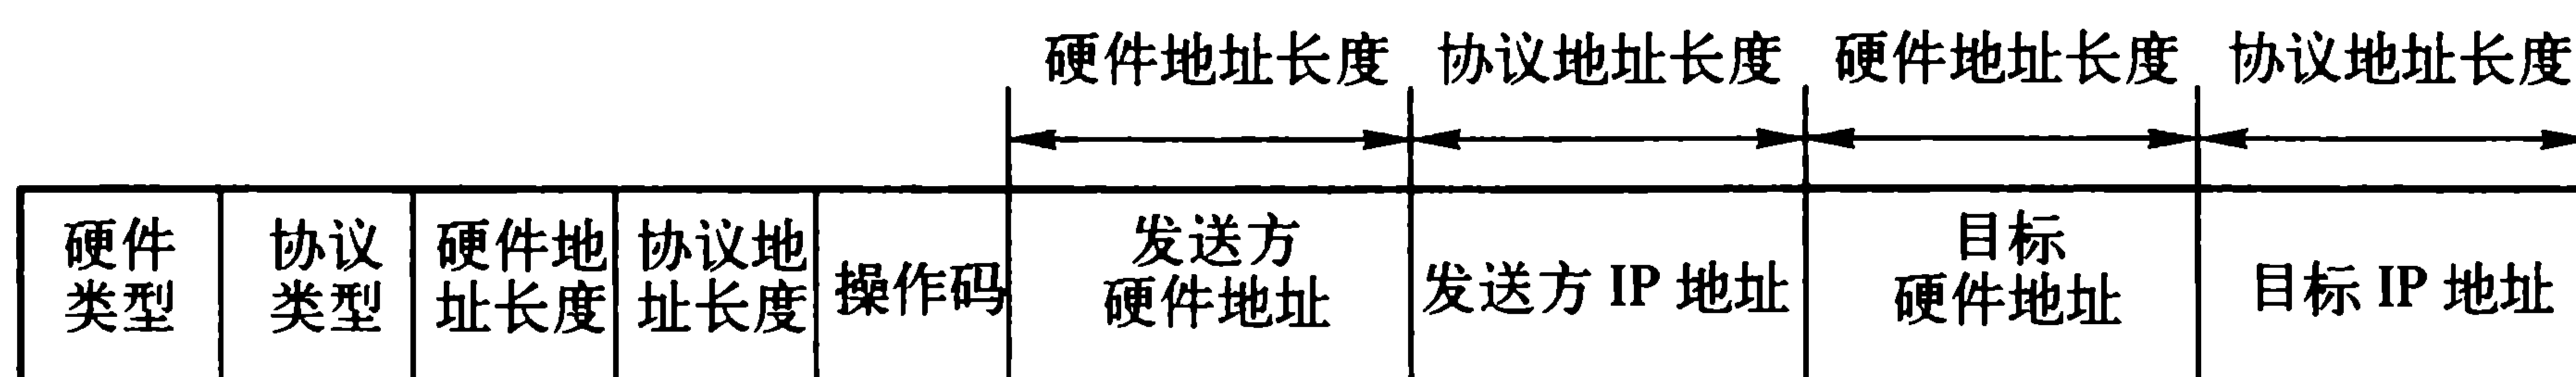 硬件地址长度 协议地址长度 硬件地址长度 协议地址长度
硬件
类型
协议
类型
硬件地
址长度
协议地
址长度
操作码
发送方
硬件地址
发送方 IP 地址
目标
硬件地址
目标 IP 地址